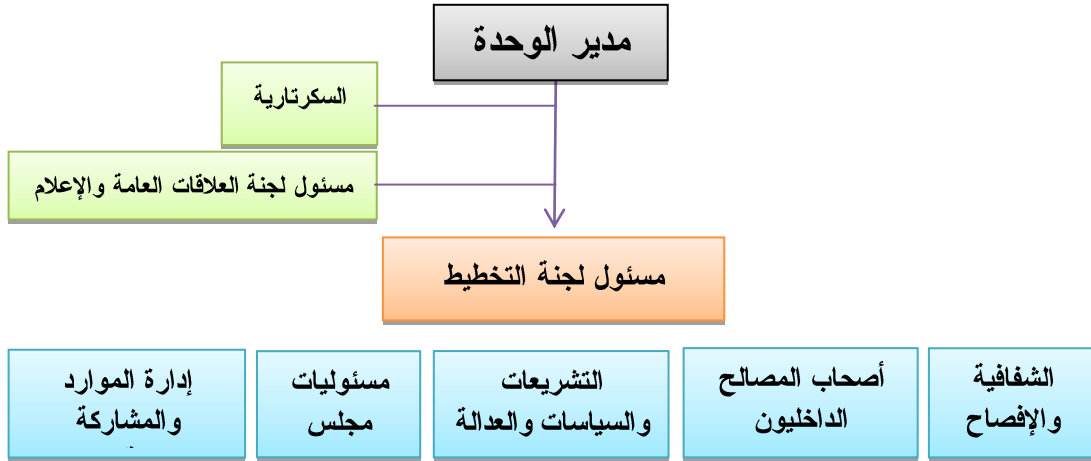 مدير الوحدة
السكرتارية
مسئول لجنة العلاقات العامة والإعلام
مسئول لجنة التخطيط
الشفافية
والإفصاح
أصحاب المصالح
الداخليون
التشريعات
والسياسات والعدالة
مسئوليات
مجلس
إدارة الموارد
والمشاركة